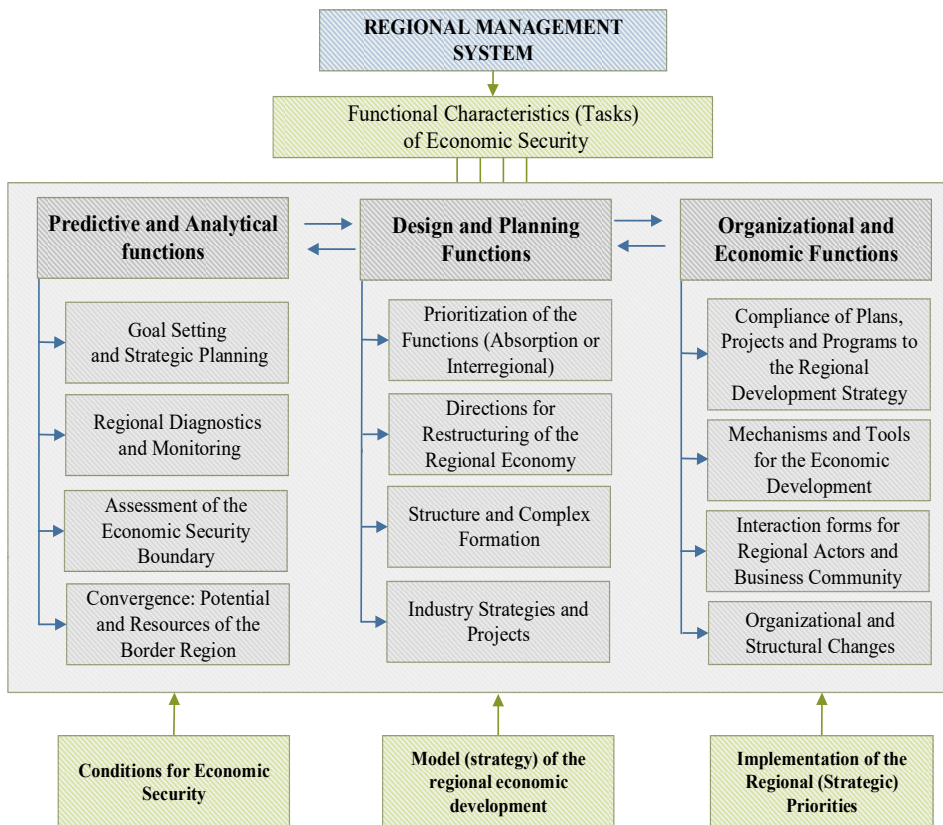 REGIONAL MANAGEMENT
SYSTEM
Functional Characteristics (Tasks)
of Economic Security
Predictive and Analytical
functions
Goal Setting
and Strategic Planning
Regional Diagnostics
and Monitoring
Assessment of the
Economic Security
Boundary
Convergence: Potential
and Resources of the
Border Region
Design and Planning
Functions
Prioritization of the
Functions (Absorption or
Interregional)
Directions for
Restructuring of the
Regional Economy
Structure and Complex
Formation
Industry Strategies and
Projects
Organizational and
Economic Functions
Compliance of Plans,
Projects and Programs to
the Regional
Development Strategy
Mechanisms and Tools
for the Economic
Development
Interaction forms for
Regional Actors and
Business Community
Organizational and
Structural Changes
Conditions for Economic
Security
Model (strategy) of the
regional economic
development
Implementation of the
Regional (Strategic)
Priorities